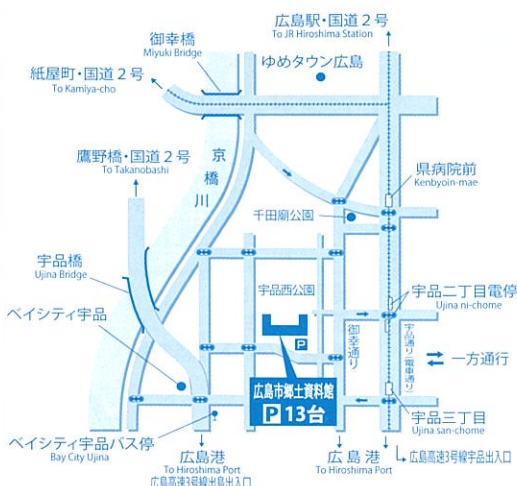 広島駅・国道2号
To JR Hiroshima Station
御幸橋
Miyuki Bridge
ゆめタウン広島
紙屋町・国道2号
To Kamiya-cho
鷹野橋・国道2号
To Takanobashi
京橋川
県病院前
Kenbyoin-mae
千田廟公園
宇品橋
Ujina Bridge
宇品西公園
宇品二丁目電停
Ujina ni-chome
ベイシティ宇品
P
御幸通り
宇品通り(電車通り)
一方通行
広島市郷土資料館
P 13台
宇品三丁目
Ujina san-chome
ベイシティ宇品バス停
Bay City Ujina
広島港
To Hiroshima Port
広島高速3号線出島出入口
広島港
To Hiroshima Port
広島高速3号線宇品出入口